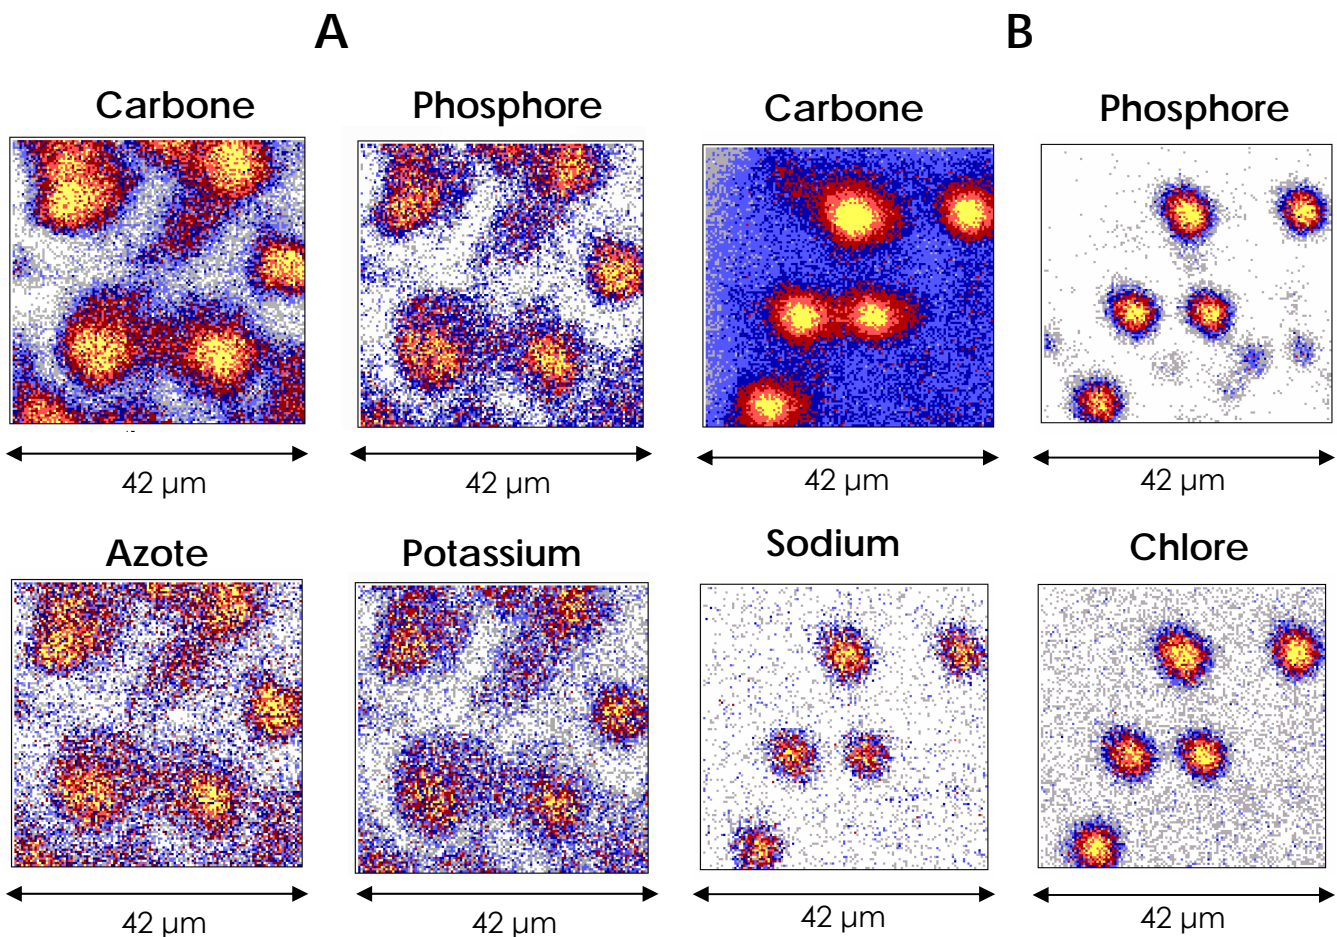 A
B
Carbone
Phosphore
Carbone
Phosphore
42 µm
42 µm
42 µm
42 µm
Azote
Potassium
Sodium
Chlore
42 µm
42 µm
42 µm
42 µm